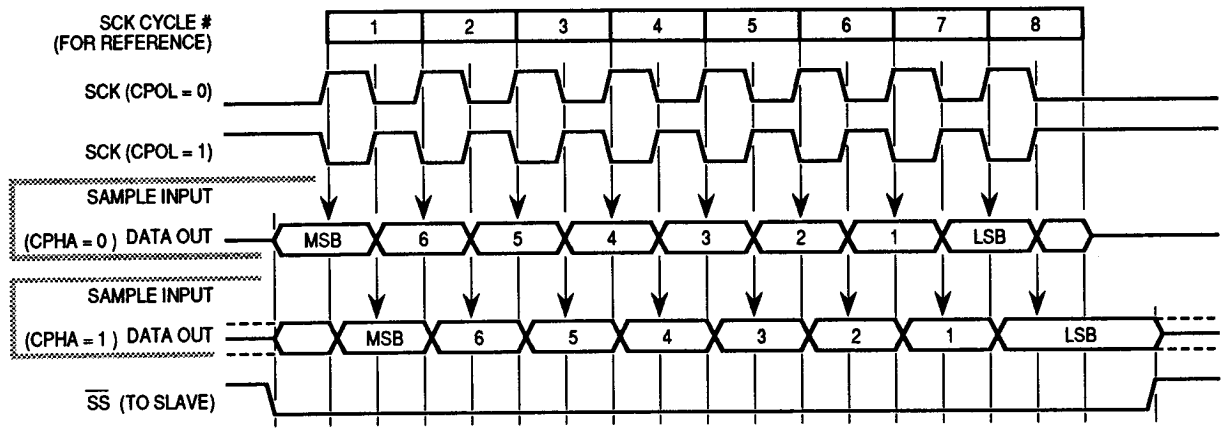 SCK CYCLE #
(FOR REFERENCE)
1 2 3 4 5 6 7 8
SCK (CPOL = 0)
SCK (CPOL = 1)
SAMPLE INPUT
(CPHA = 0) DATA OUT
MSB 6 5 4 3 2 1 LSB
SAMPLE INPUT
(CPHA = 1) DATA OUT
MSB 6 5 4 3 2 1 LSB
SS (TO SLAVE)